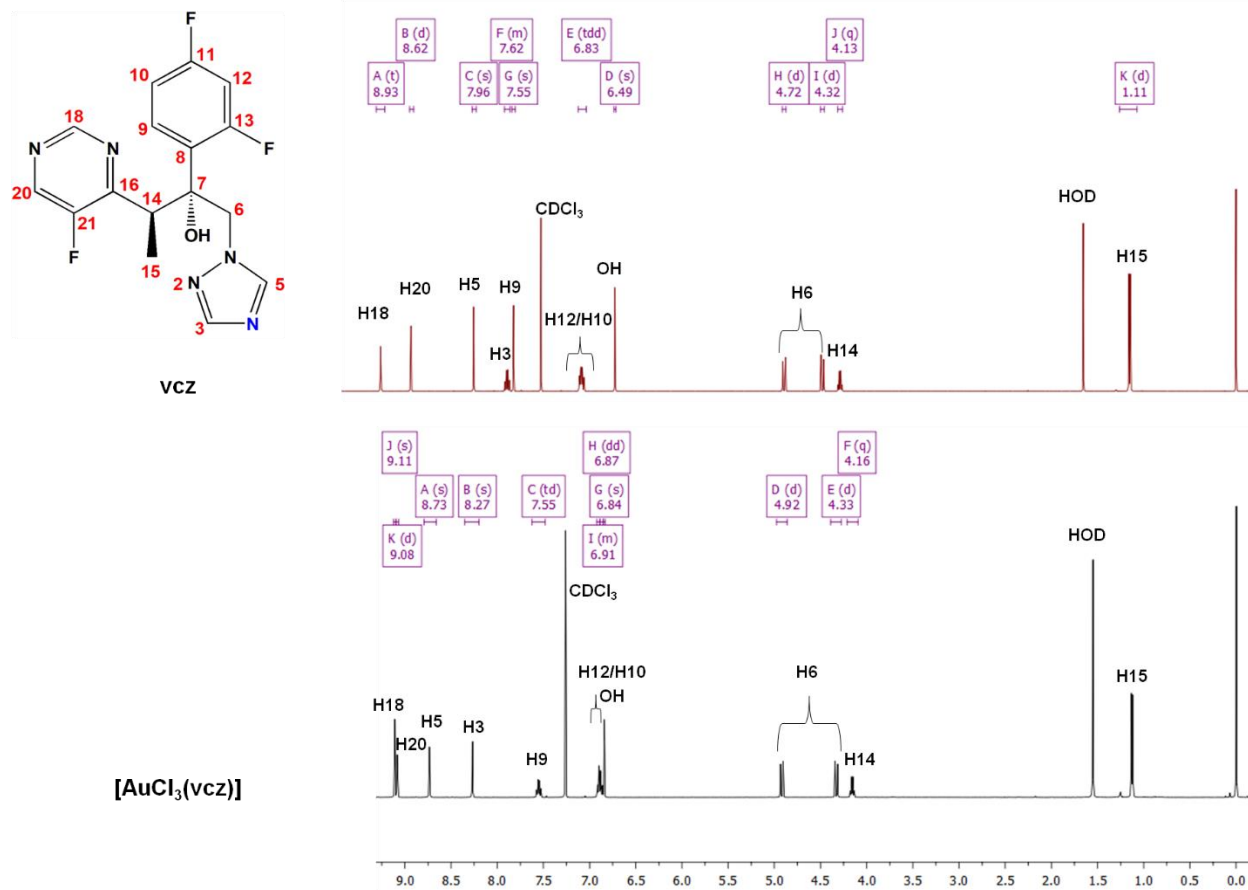 F
11
10
12
9
13
F
8
18
N
N
20
16
14
7
6
21
OH
N
F
15
2 N
5
3
N
vcz
B (d)
8.62
F (m)
7.62
E (tdd)
6.83
J (q)
4.13
A (t)
8.93
C (s)
7.96
G (s)
7.55
D (s)
6.49
H (d)
4.72
I (d)
4.32
K (d)
1.11
H18
H20
H5
H3
H9
CDCl₃
H12/H10
OH
H6
H14
HOD
H15
J (s)
9.11
H (dd)
6.87
F (q)
4.16
A (s)
8.73
B (s)
8.27
C (td)
7.55
G (s)
6.84
D (d)
4.92
E (d)
4.33
K (d)
9.08
I (m)
6.91
H18
H20
H5
H3
H9
CDCl₃
H12/H10
OH
H6
H14
HOD
H15
[AuCl₃(vcz)]
9.0 8.5 8.0 7.5 7.0 6.5 6.0 5.5 5.0 4.5 4.0 3.5 3.0 2.5 2.0 1.5 1.0 0.5 0.0